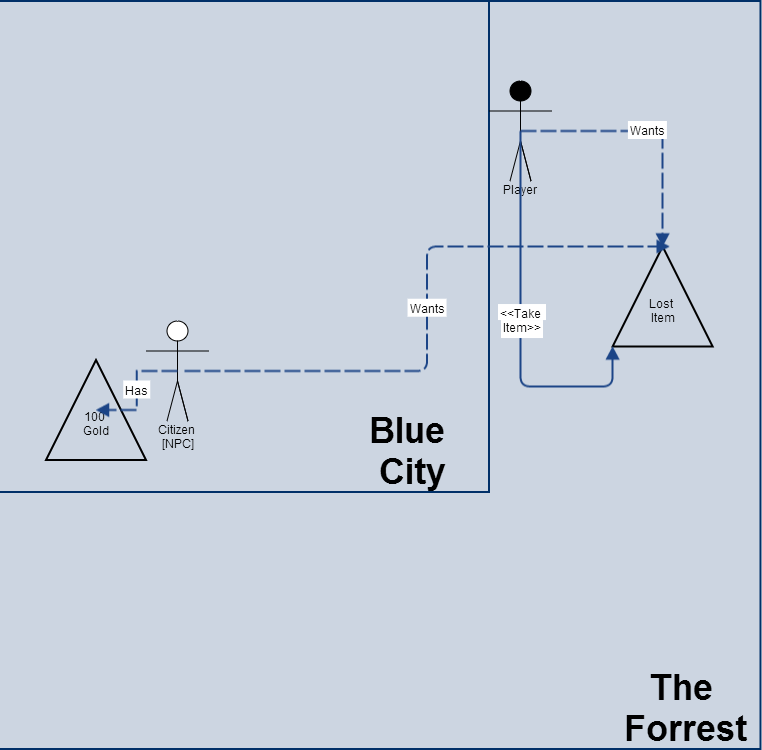 Wants
Player
Wants
<<Take
Item>>
Lost
Item
Has
100
Gold
Citizen
[NPC]
Blue
City
The
Forrest